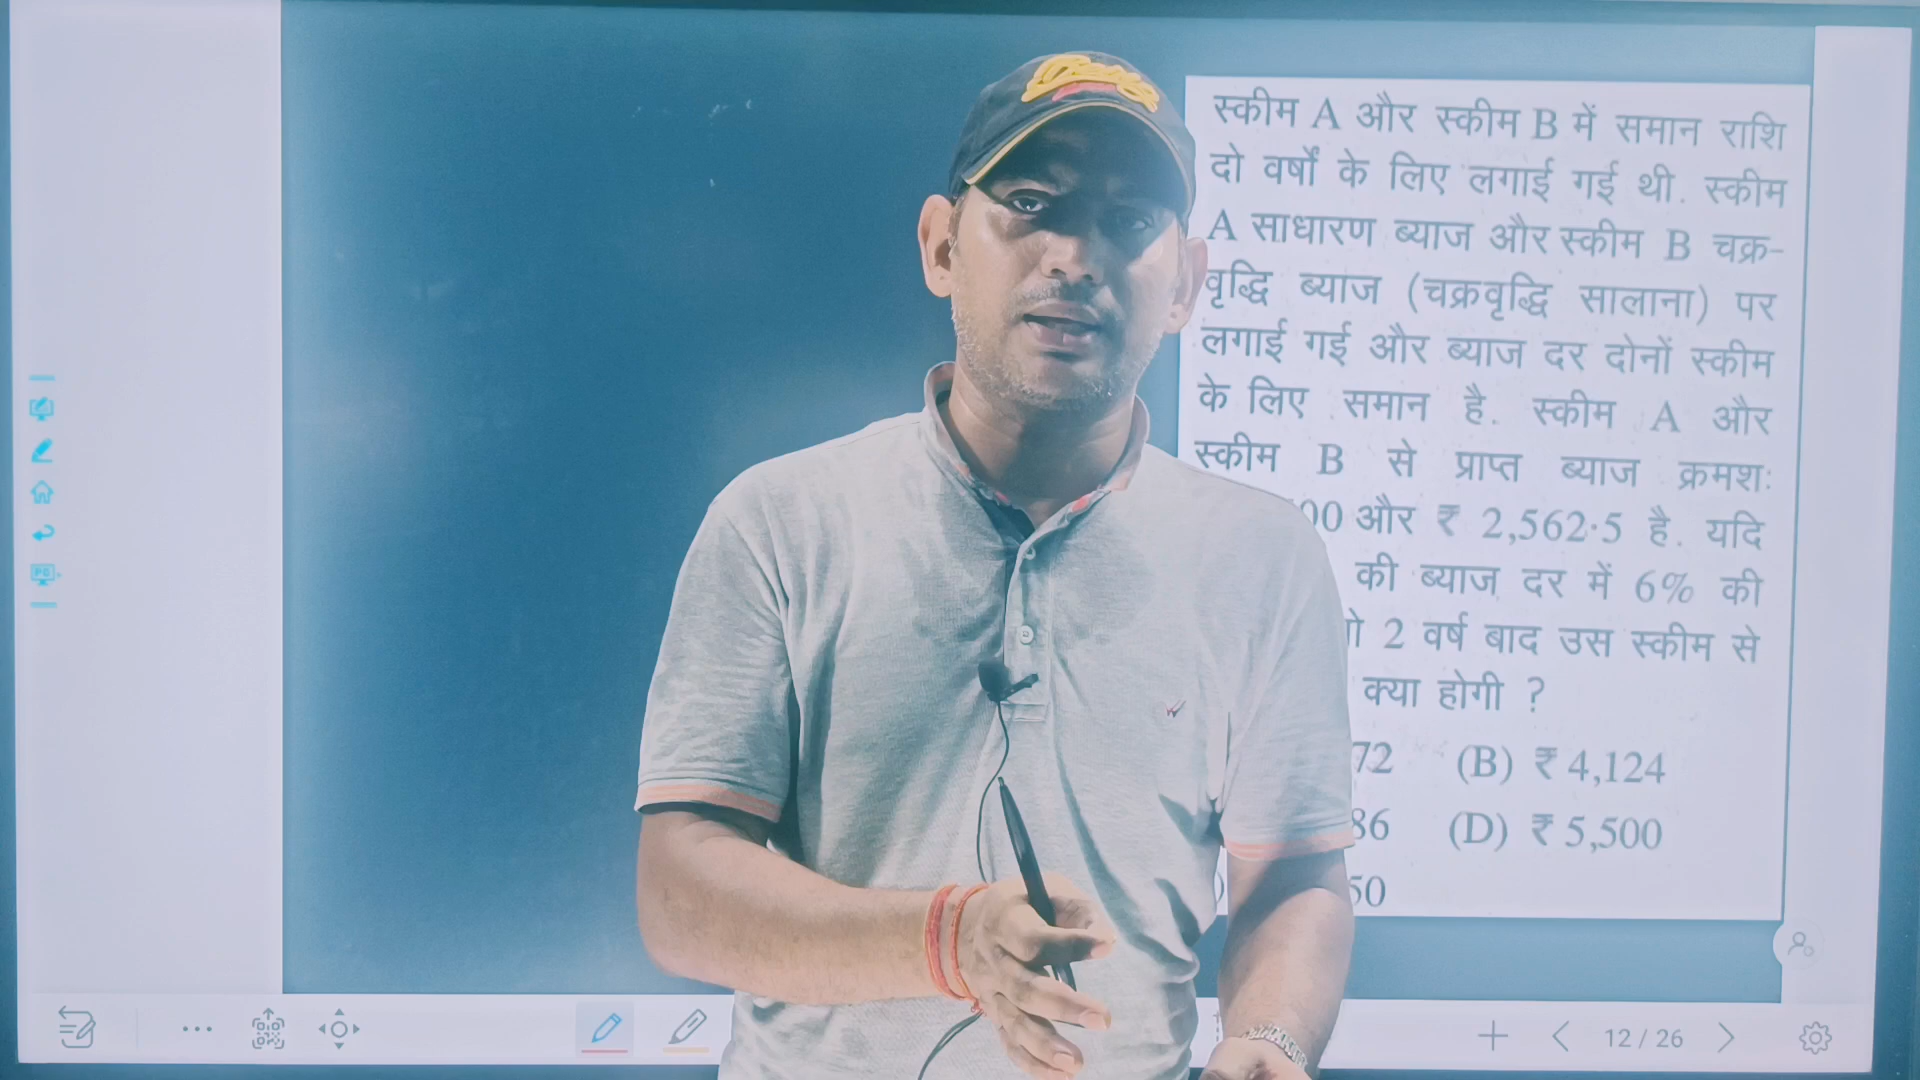 स्कीम A और स्कीम B में समान राशि
दो वर्षों के लिए लगाई गई थी. स्कीम
A साधारण ब्याज और स्कीम B चक्र-
वृद्धि ब्याज (चक्रवृद्धि सालाना) पर
लगाई गई और ब्याज दर दोनों स्कीम
के लिए समान है. स्कीम A और
स्कीम B से प्राप्त ब्याज क्रमशः
00 और ₹ 2,562·5 है. यदि
की ब्याज दर में 6% की
2 वर्ष बाद उस स्कीम से
क्या होगी ?
72 (B) ₹ 4,124
86 (D) ₹ 5,500
50
12 / 26